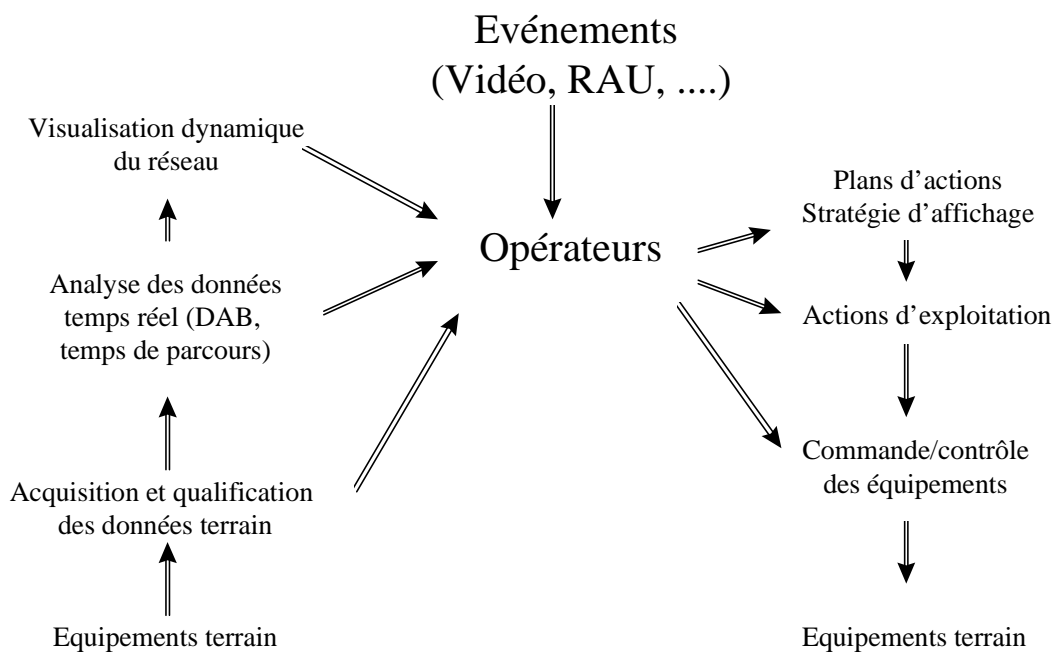 Evénements
(Vidéo, RAU, ....)
Visualisation dynamique
du réseau
Plans d'actions
Stratégie d'affichage
Opérateurs
Analyse des données
temps réel (DAB,
temps de parcours)
Actions d'exploitation
Commande/contrôle
des équipements
Acquisition et qualification
des données terrain
Equipements terrain
Equipements terrain